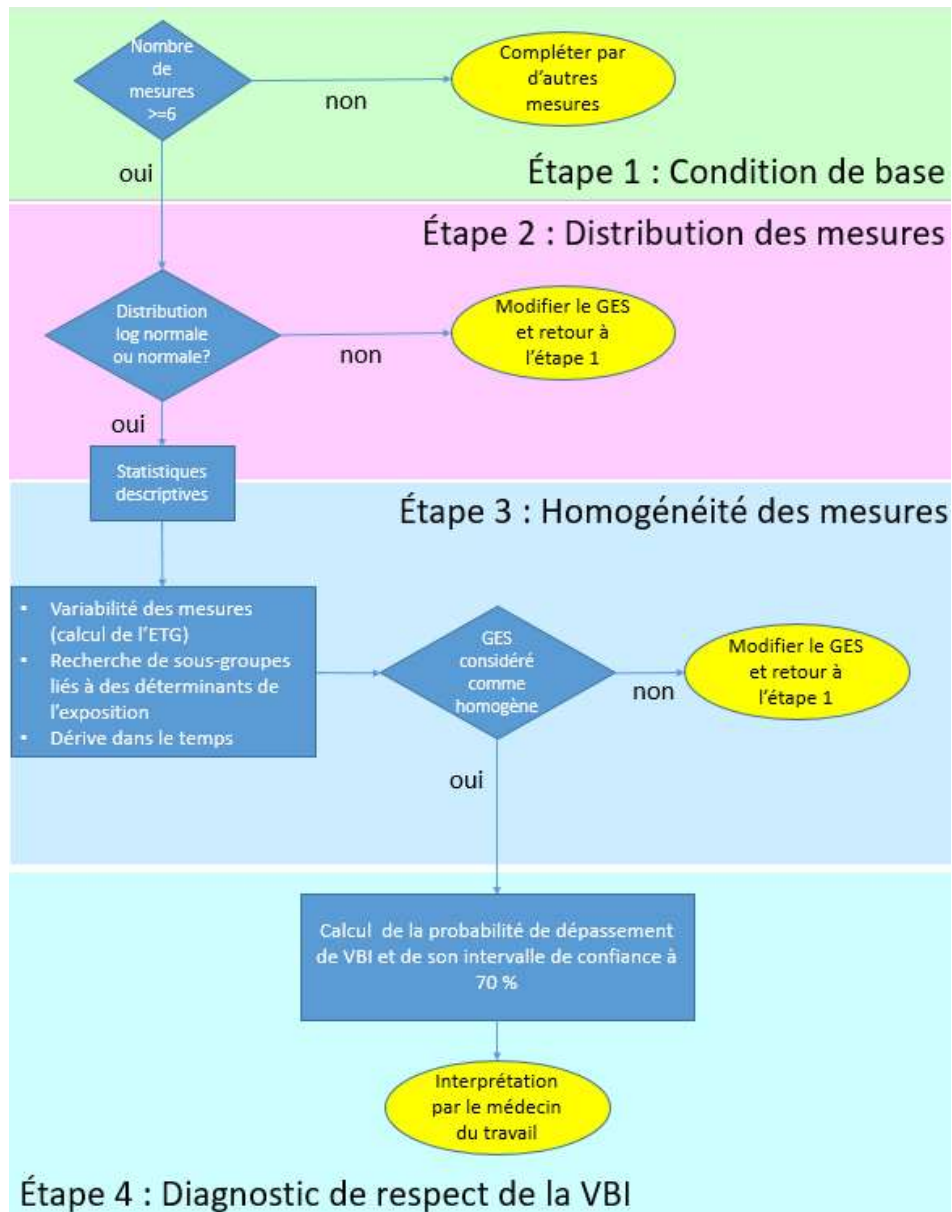 Nombre
de
mesures
>=6
non
Compléter par
d'autres
mesures
oui
Étape 1 : Condition de base
Étape 2 : Distribution des mesures
Distribution
log normale
ou normale?
non
Modifier le GES
et retour à
l'étape 1
oui
Statistiques
descriptives
Étape 3 : Homogénéité des mesures
• Variabilité des mesures
(calcul de l'ETG)
• Recherche de sous-groupes
liés à des déterminants de
l'exposition
• Dérive dans le temps
GES
considéré
comme
homogène
non
Modifier le GES
et retour à
l'étape 1
oui
Calcul de la probabilité de dépassement
de VBI et de son intervalle de confiance à
70 %
Interprétation
par le médecin
du travail
Étape 4 : Diagnostic de respect de la VBI